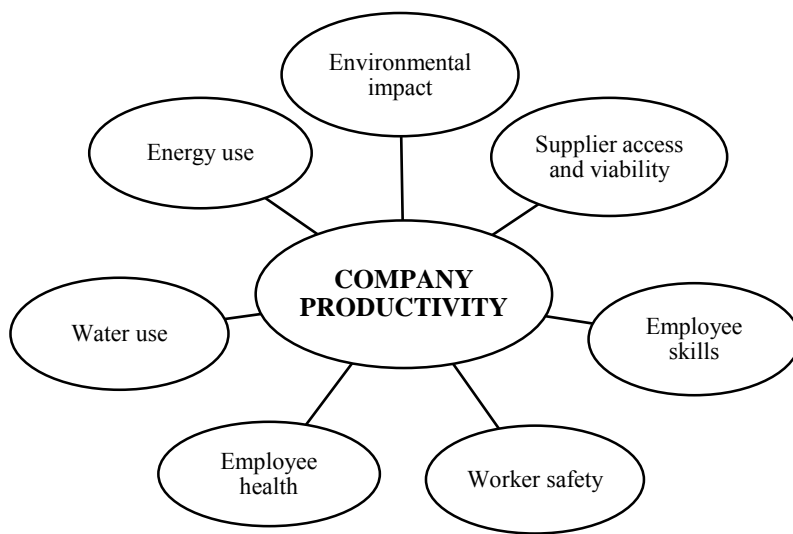 Environmental
impact
Energy use
Supplier access
and viability
COMPANY
PRODUCTIVITY
Water use
Employee
skills
Employee
health
Worker safety